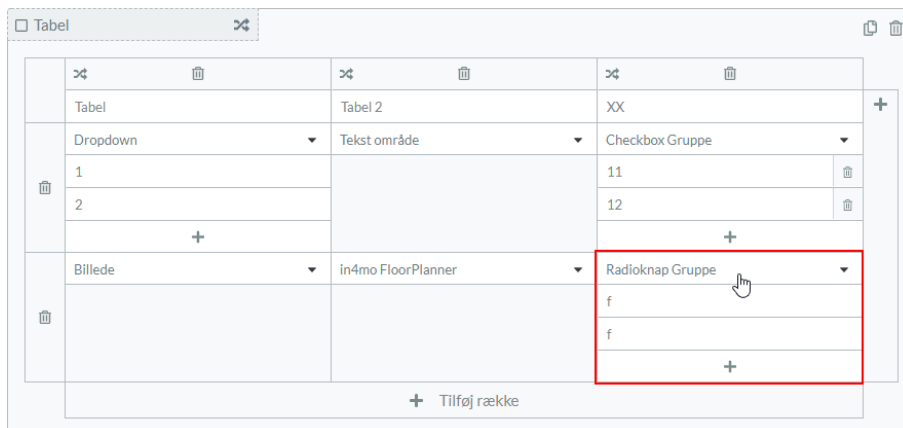 Tabel
Tabel Tabel 2 XX
Dropdown Tekst område Checkbox Gruppe
1 11
2 12
Billede in4mo FloorPlanner Radioknap Gruppe
f
f
Tilføj række